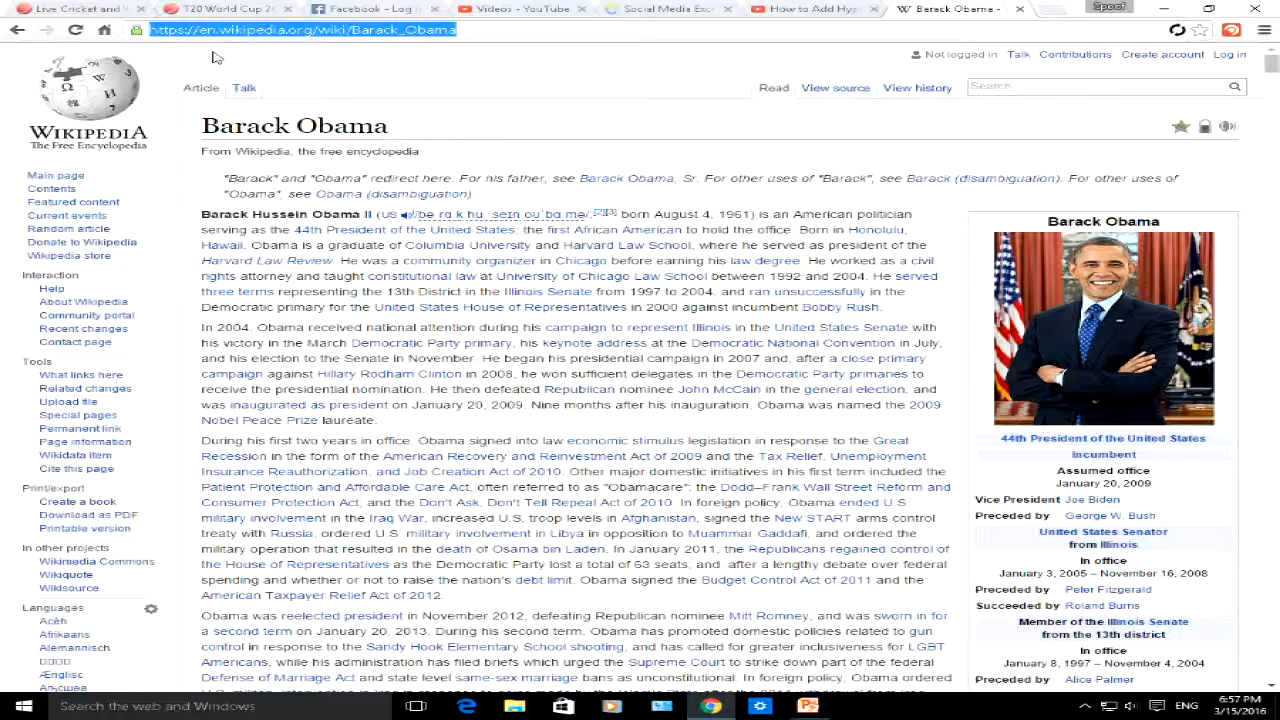 Live Cricket and
T20 World Cup 20
Facebook - Log
Videos - YouTube
Social Media Exc
How to Add Hyp
Barack Obama -
Spoof
https://en.wikipedia.org/wiki/Barack_Obama
Not logged in Talk Contributions Create account Log in
Article Talk Read View source View history Search
WIKIPEDIA
The Free Encyclopedia
Main page
Contents
Featured content
Current events
Random article
Donate to Wikipedia
Wikipedia store
Interaction
Help
About Wikipedia
Community portal
Recent changes
Contact page
Tools
What links here
Related changes
Upload file
Special pages
Permanent link
Page information
Wikidata item
Cite this page
Print/export
Create a book
Download as PDF
Printable version
In other projects
Wikimedia Commons
Wikiquote
Wikisource
Languages
Acèh
Afrikaans
Alemannisch
Ænglisc
Аҧсшәа
Barack Obama
From Wikipedia, the free encyclopedia
"Barack" and "Obama" redirect here. For his father, see Barack Obama, Sr. For other uses of "Barack", see Barack (disambiguation). For other uses of
"Obama", see Obama (disambiguation)
Barack Hussein Obama II (US [2][3] born August 4, 1961) is an American politician
serving as the 44th President of the United States, the first African American to hold the office. Born in Honolulu,
Hawaii, Obama is a graduate of Columbia University and Harvard Law School, where he served as president of the
Harvard Law Review. He was a community organizer in Chicago before earning his law degree. He worked as a civil
rights attorney and taught constitutional law at University of Chicago Law School between 1992 and 2004. He served
three terms representing the 13th District in the Illinois Senate from 1997 to 2004, and ran unsuccessfully in the
Democratic primary for the United States House of Representatives in 2000 against incumbent Bobby Rush.
In 2004, Obama received national attention during his campaign to represent Illinois in the United States Senate with
his victory in the March Democratic Party primary, his keynote address at the Democratic National Convention in July,
and his election to the Senate in November. He began his presidential campaign in 2007 and, after a close primary
campaign against Hillary Rodham Clinton in 2008, he won sufficient delegates in the Democratic Party primaries to
receive the presidential nomination. He then defeated Republican nominee John McCain in the general election, and
was inaugurated as president on January 20, 2009. Nine months after his inauguration, Obama was named the 2009
Nobel Peace Prize laureate.
During his first two years in office, Obama signed into law economic stimulus legislation in response to the Great
Recession in the form of the American Recovery and Reinvestment Act of 2009 and the Tax Relief, Unemployment
Insurance Reauthorization, and Job Creation Act of 2010. Other major domestic initiatives in his first term included the
Patient Protection and Affordable Care Act, often referred to as "Obamacare"; the Dodd–Frank Wall Street Reform and
Consumer Protection Act; and the Don't Ask, Don't Tell Repeal Act of 2010. In foreign policy, Obama ended U.S.
military involvement in the Iraq War, increased U.S. troop levels in Afghanistan, signed the New START arms control
treaty with Russia, ordered U.S. military involvement in Libya in opposition to Muammar Gaddafi, and ordered the
military operation that resulted in the death of Osama bin Laden. In January 2011, the Republicans regained control of
the House of Representatives as the Democratic Party lost a total of 63 seats; and, after a lengthy debate over federal
spending and whether or not to raise the nation's debt limit, Obama signed the Budget Control Act of 2011 and the
American Taxpayer Relief Act of 2012.
Obama was reelected president in November 2012, defeating Republican nominee Mitt Romney, and was sworn in for
a second term on January 20, 2013. During his second term, Obama has promoted domestic policies related to gun
control in response to the Sandy Hook Elementary School shooting, and has called for greater inclusiveness for LGBT
Americans, while his administration has filed briefs which urged the Supreme Court to strike down part of the federal
Defense of Marriage Act and state level same-sex marriage bans as unconstitutional. In foreign policy, Obama ordered
Barack Obama
44th President of the United States
Incumbent
Assumed office
January 20, 2009
Vice President Joe Biden
Preceded by George W. Bush
United States Senator
from Illinois
In office
January 3, 2005 – November 16, 2008
Preceded by Peter Fitzgerald
Succeeded by Roland Burris
Member of the Illinois Senate
from the 13th district
In office
January 8, 1997 – November 4, 2004
Preceded by Alice Palmer
Search the web and Windows
ENG
6:57 PM
3/15/2016